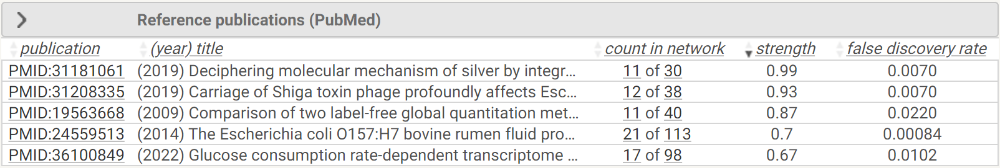 Reference publications (PubMed)
publication (year) title count in network strength false discovery rate
PMID:31181061 (2019) Deciphering molecular mechanism of silver by integr... 11 of 30 0.99 0.0070
PMID:31208335 (2019) Carriage of Shiga toxin phage profoundly affects Esc... 12 of 38 0.93 0.0070
PMID:19563668 (2009) Comparison of two label-free global quantitation met... 11 of 40 0.87 0.0220
PMID:24559513 (2014) The Escherichia coli O157:H7 bovine rumen fluid pro... 21 of 113 0.7 0.00084
PMID:36100849 (2022) Glucose consumption rate-dependent transcriptome ... 17 of 98 0.67 0.0102